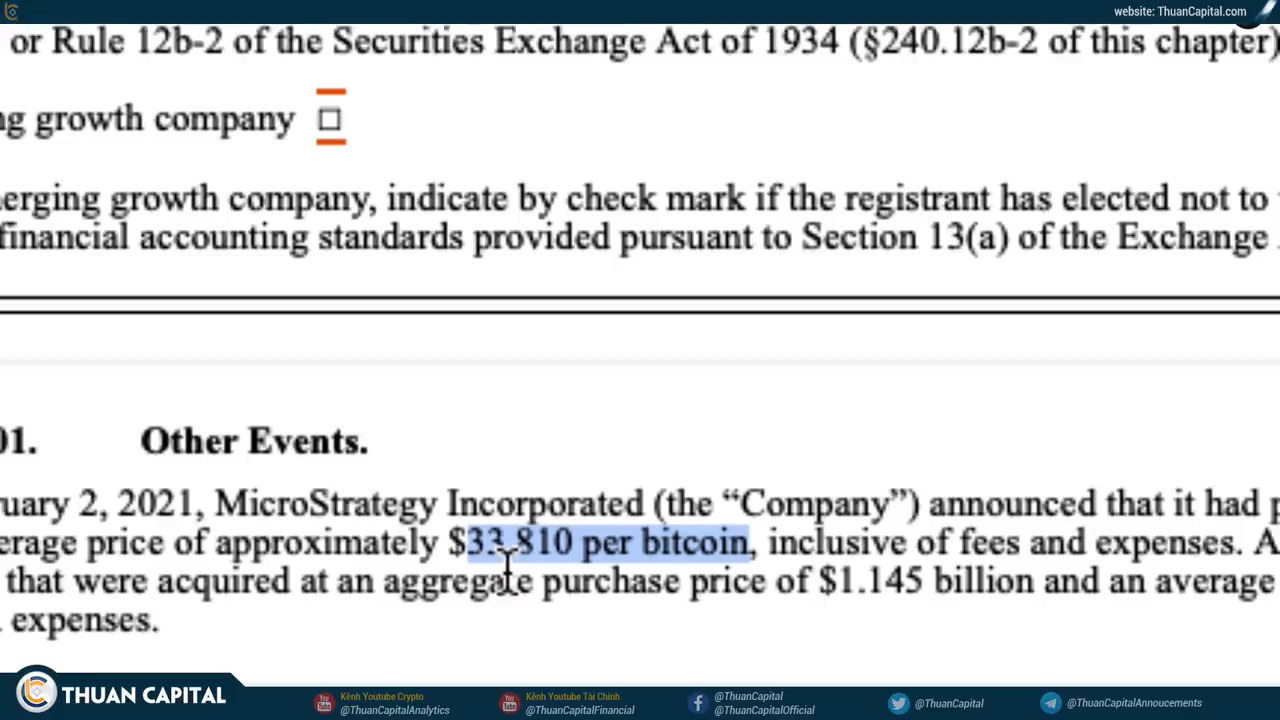 website: ThuanCapital.com
or Rule 12b-2 of the Securities Exchange Act of 1934 (§240.12b-2 of this chapter)
ng growth company □
erging growth company, indicate by check mark if the registrant has elected not to
financial accounting standards provided pursuant to Section 13(a) of the Exchange
01. Other Events.
ruary 2, 2021, MicroStrategy Incorporated (the “Company”) announced that it had p
erage price of approximately $33,810 per bitcoin, inclusive of fees and expenses. A
that were acquired at an aggregate purchase price of $1.145 billion and an average
expenses.
THUAN CAPITAL
Kênh Youtube Crypto
@ThuanCapitalAnalytics
Kênh Youtube Tài Chính
@ThuanCapitalFinancial
@ThuanCapital
@ThuanCapitalOfficial
@ThuanCapital
@ThuanCapitalAnnoucements